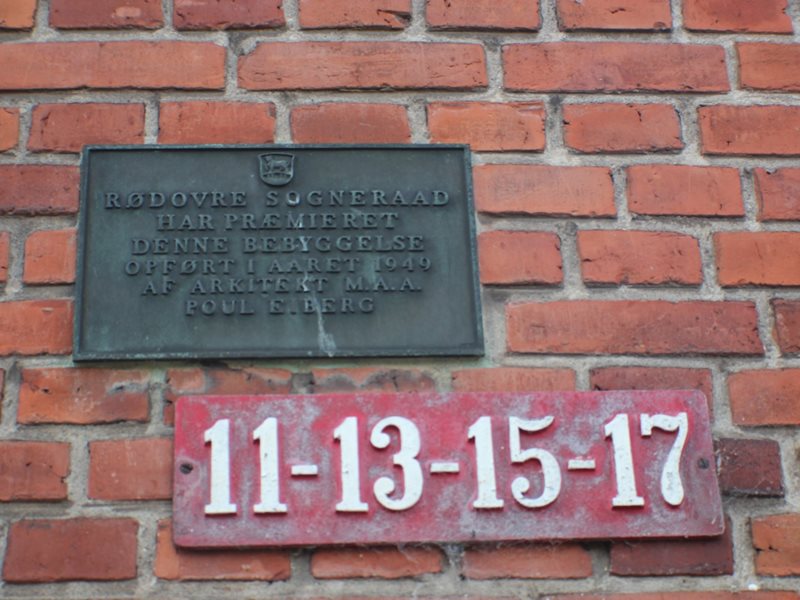 RØDOVRE SOGNERAAD
HAR PRÆMIERET
DENNE BEBYGGELSE
OPFØRT I AARET 1949
AF ARKITEKT M.A.A.
POUL E. BERG
11-13-15-17